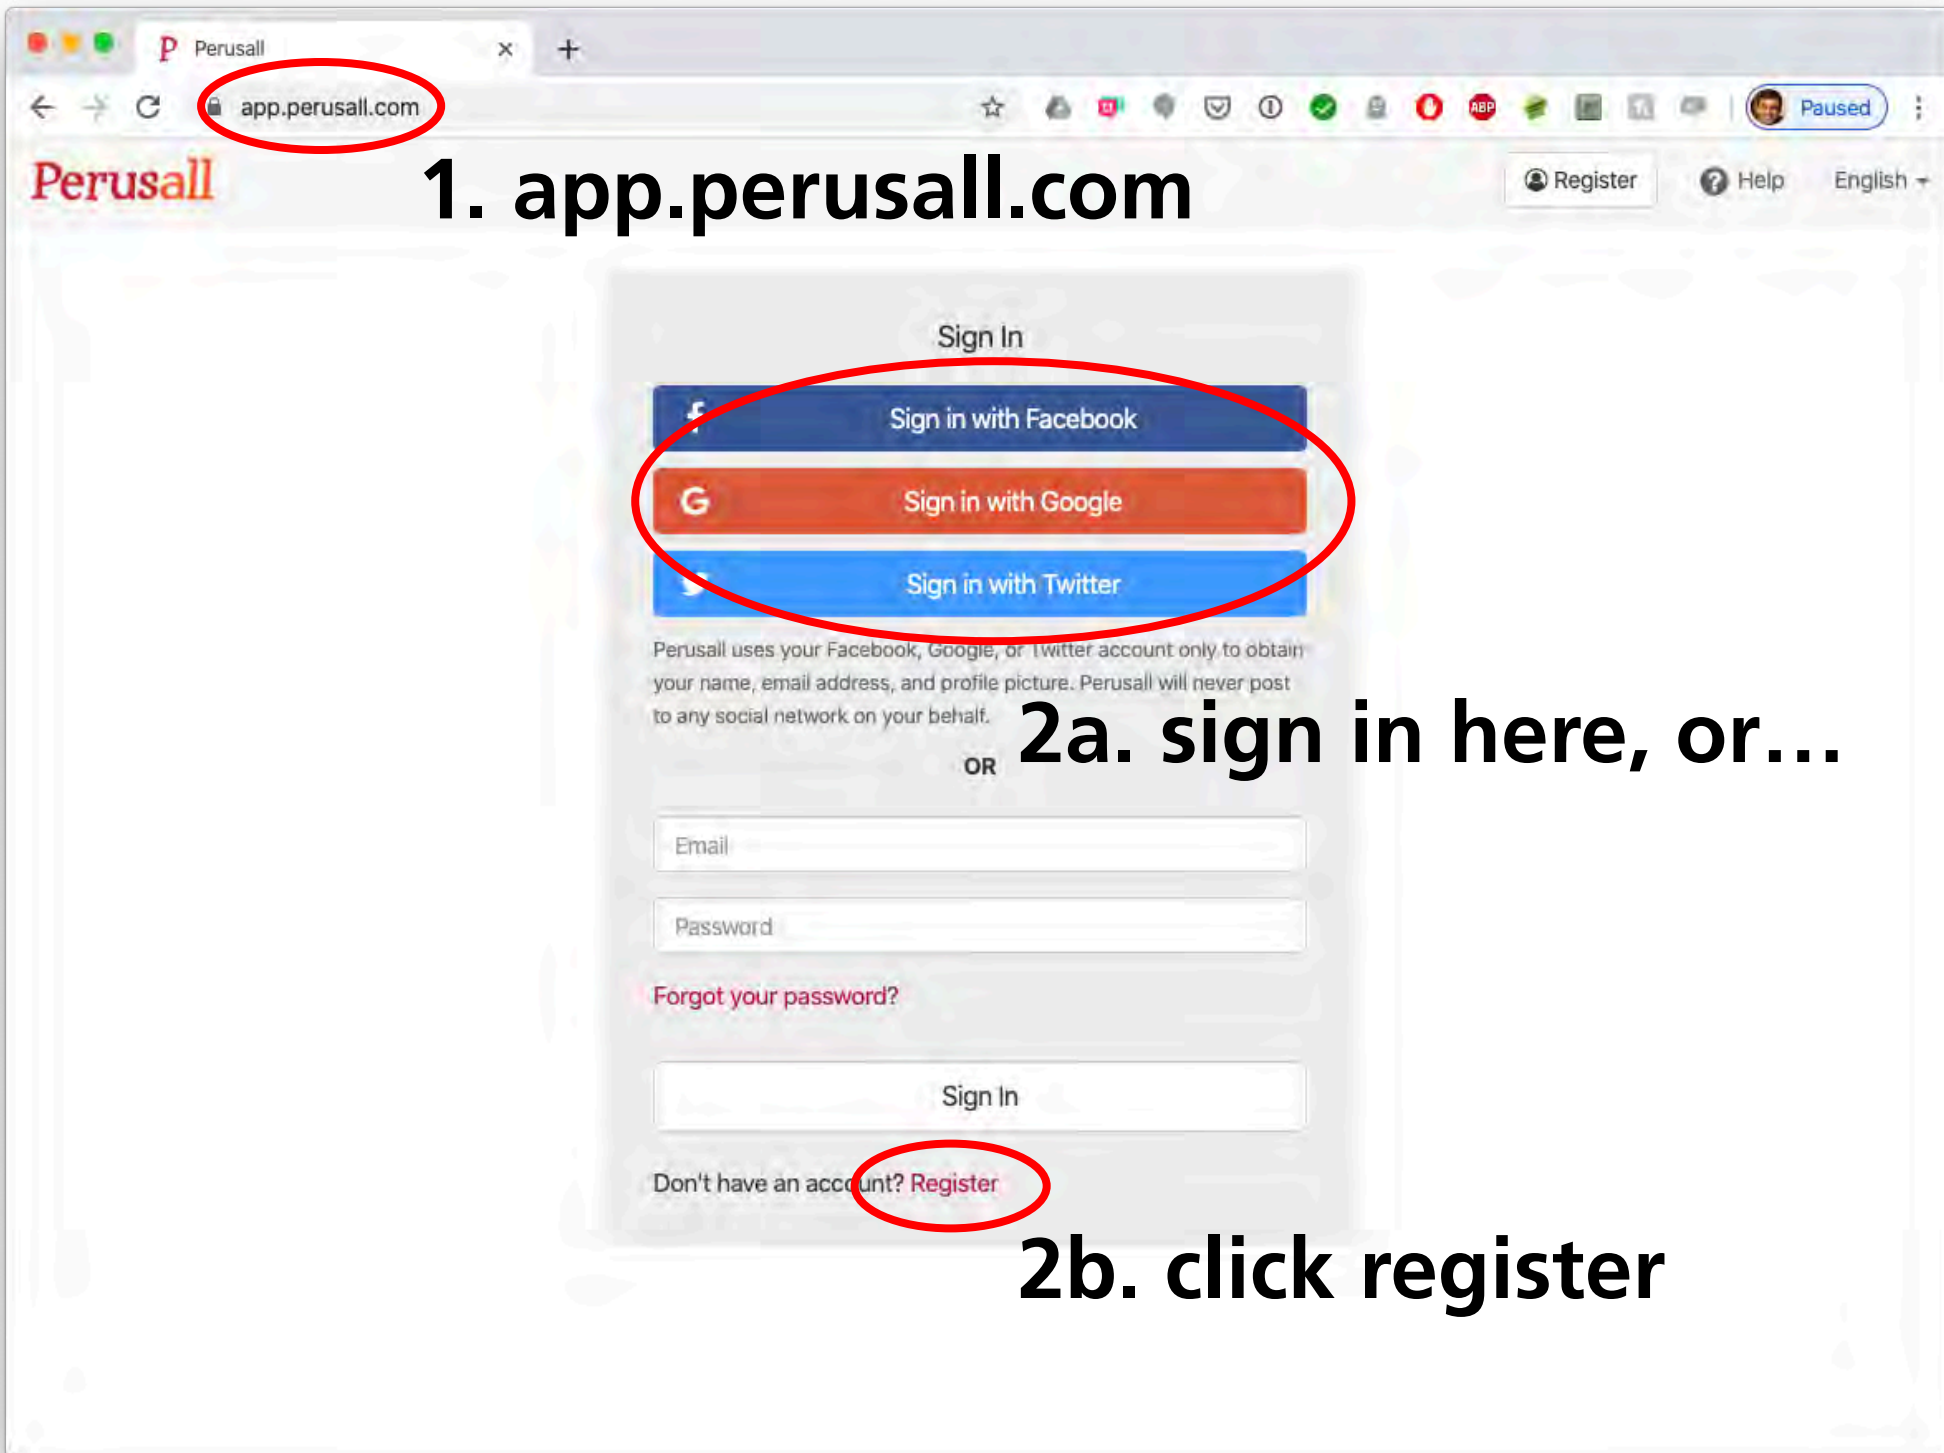 Perusall
app.perusall.com
ABP
Paused
Perusall
1. app.perusall.com
Register
Help
English
Sign In
Sign in with Facebook
Sign in with Google
Sign in with Twitter
Perusall uses your Facebook, Google, or Twitter account only to obtain
your name, email address, and profile picture. Perusall will never post
to any social network on your behalf.
2a. sign in here, or...
OR
Email
Password
Forgot your password?
Sign In
Don't have an account? Register
2b. click register